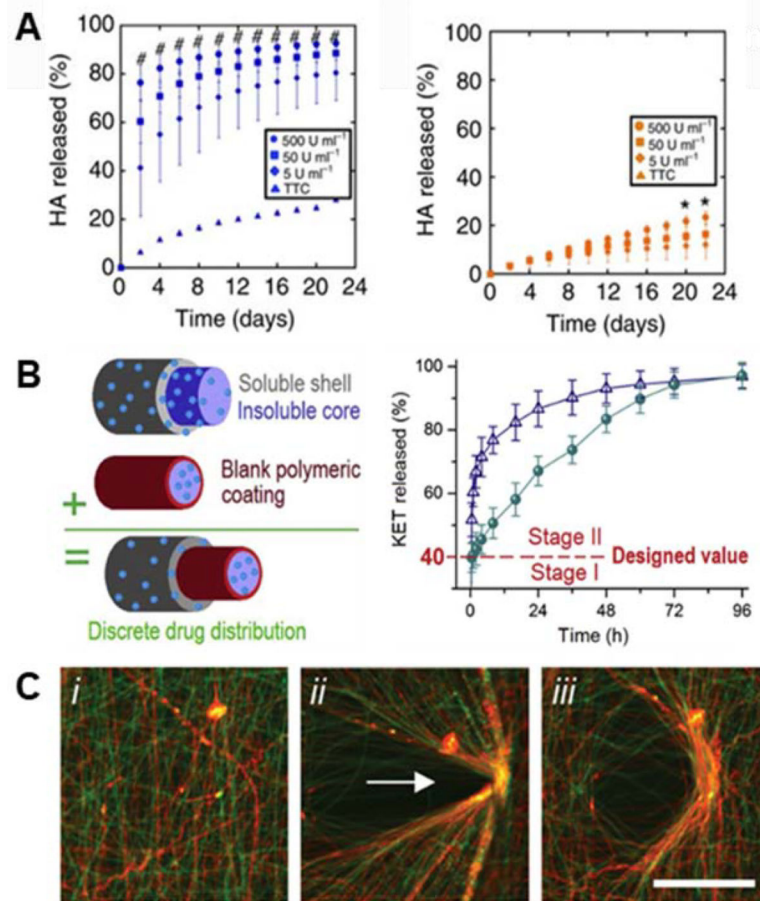 A
HA released (%)
100
80
60
40
20
0
# # # # # # # # # # #
500 U ml⁻¹
50 U ml⁻¹
5 U ml⁻¹
TTC
0 4 8 12 16 20 24
Time (days)
HA released (%)
100
80
60
40
20
0
500 U ml⁻¹
50 U ml⁻¹
5 U ml⁻¹
TTC
★ ★
0 4 8 12 16 20 24
Time (days)
B
Soluble shell
Insoluble core
Blank polymeric
coating
+
=
Discrete drug distribution
KET released (%)
100
80
60
40
Stage II
Designed value
Stage I
0 24 48 72 96
Time (h)
C
i
ii
iii